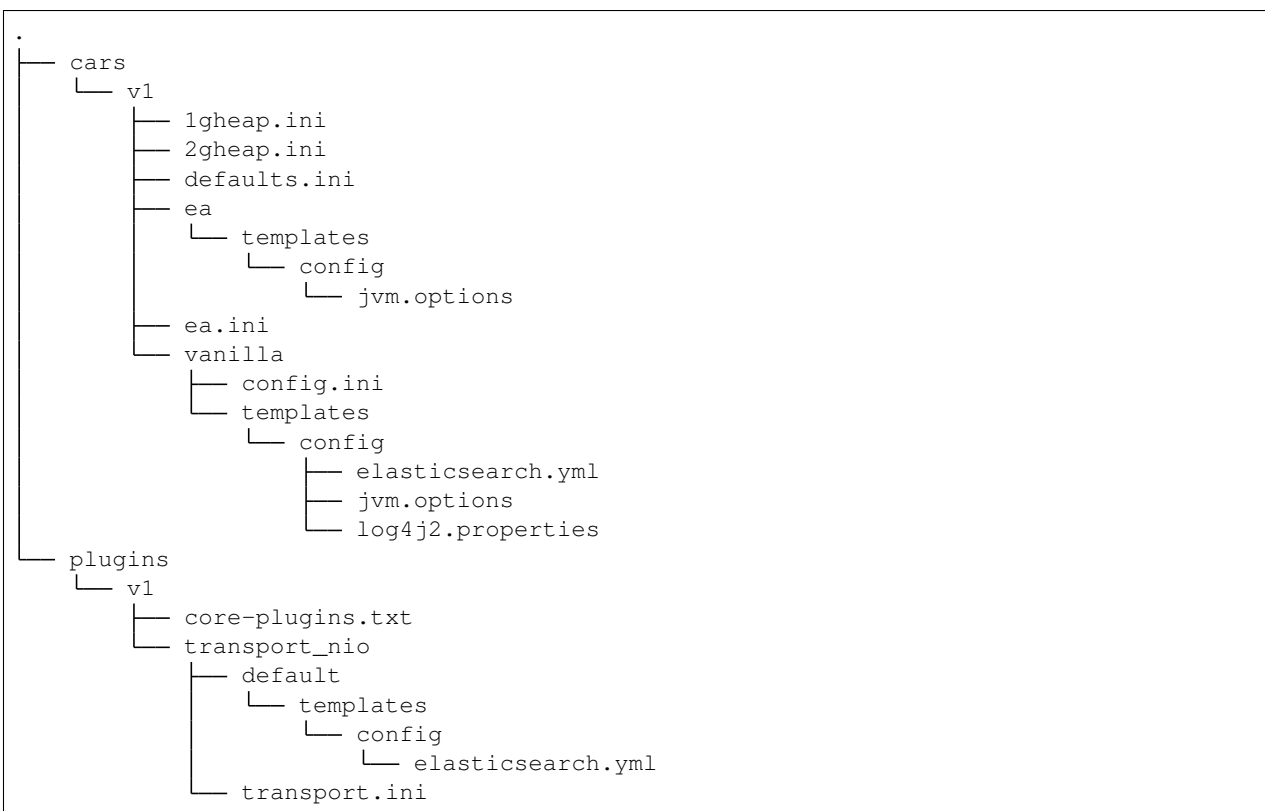 .
├── cars
│   └── v1
│       ├── 1gheap.ini
│       ├── 2gheap.ini
│       ├── defaults.ini
│       ├── ea
│       │   └── templates
│       │       └── config
│       │           └── jvm.options
│       ├── ea.ini
│       └── vanilla
│           ├── config.ini
│           └── templates
│               └── config
│                   ├── elasticsearch.yml
│                   ├── jvm.options
│                   └── log4j2.properties
└── plugins
    └── v1
        ├── core-plugins.txt
        └── transport_nio
            ├── default
            │   └── templates
            │       └── config
            │           └── elasticsearch.yml
            └── transport.ini